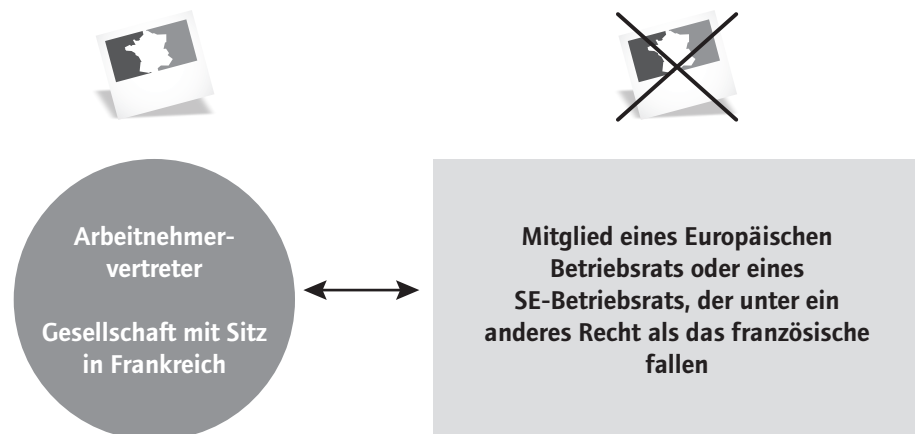 Arbeitnehmer-
vertreter
Gesellschaft mit Sitz
in Frankreich
Mitglied eines Europäischen
Betriebsrats oder eines
SE-Betriebsrats, der unter ein
anderes Recht als das französische
fallen